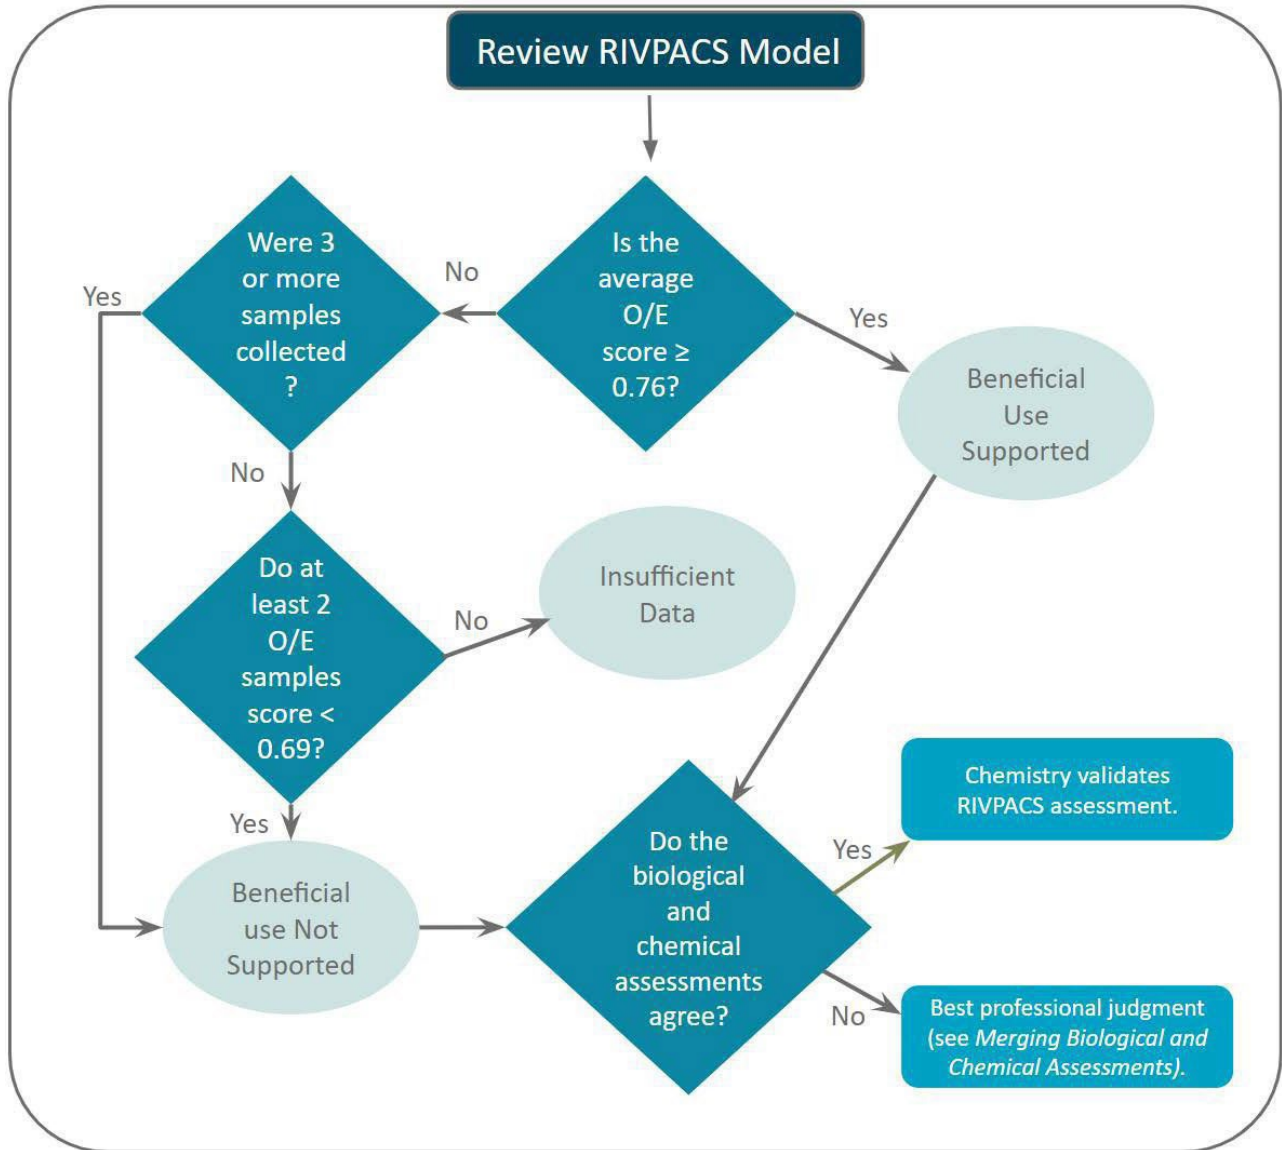 Review RIVPACS Model
Were 3
or more
samples
collected
?
Is the
average
O/E
score ≥
0.76?
No
Yes
Yes
Beneficial
Use
Supported
No
Do at
least 2
O/E
samples
score <
0.69?
No
Insufficient
Data
Yes
Beneficial
use Not
Supported
Do the
biological
and
chemical
assessments
agree?
Yes
Chemistry validates
RIVPACS assessment.
No
Best professional judgment
(see Merging Biological and
Chemical Assessments).